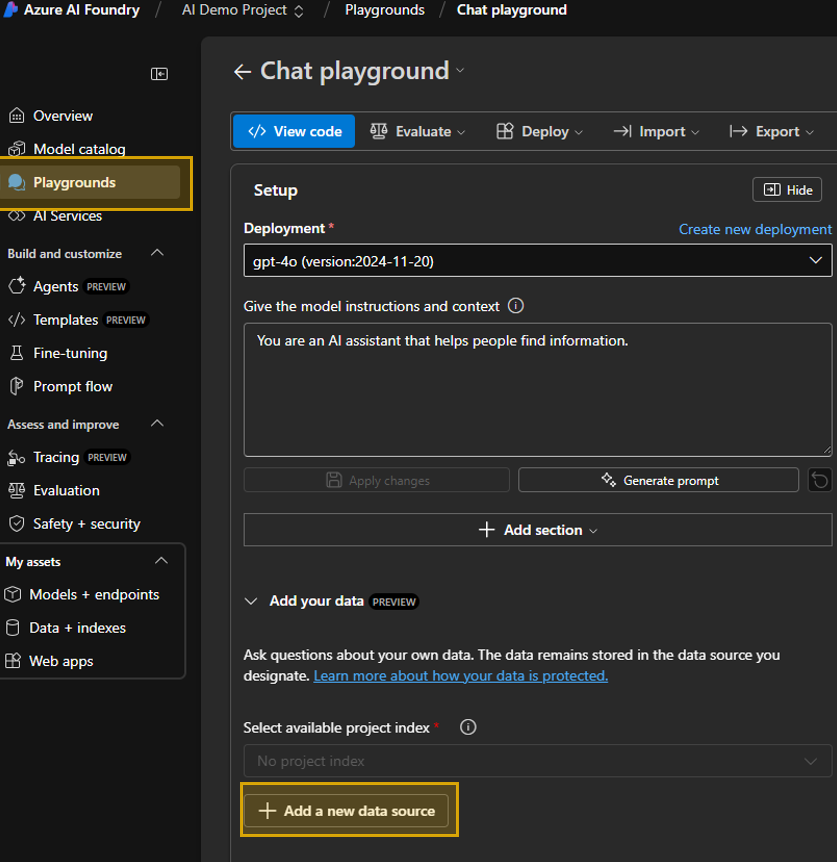 Azure AI Foundry / AI Demo Project / Playgrounds / Chat playground
Chat playground
Overview
Model catalog
Playgrounds
AI Services
Build and customize
Agents PREVIEW
Templates PREVIEW
Fine-tuning
Prompt flow
Assess and improve
Tracing PREVIEW
Evaluation
Safety + security
My assets
Models + endpoints
Data + indexes
Web apps
View code Evaluate Deploy Import Export
Setup Hide
Deployment * Create new deployment
gpt-4o (version:2024-11-20)
Give the model instructions and context
You are an AI assistant that helps people find information.
Apply changes Generate prompt
Add section
Add your data PREVIEW
Ask questions about your own data. The data remains stored in the data source you
designate. Learn more about how your data is protected.
Select available project index *
No project index
Add a new data source